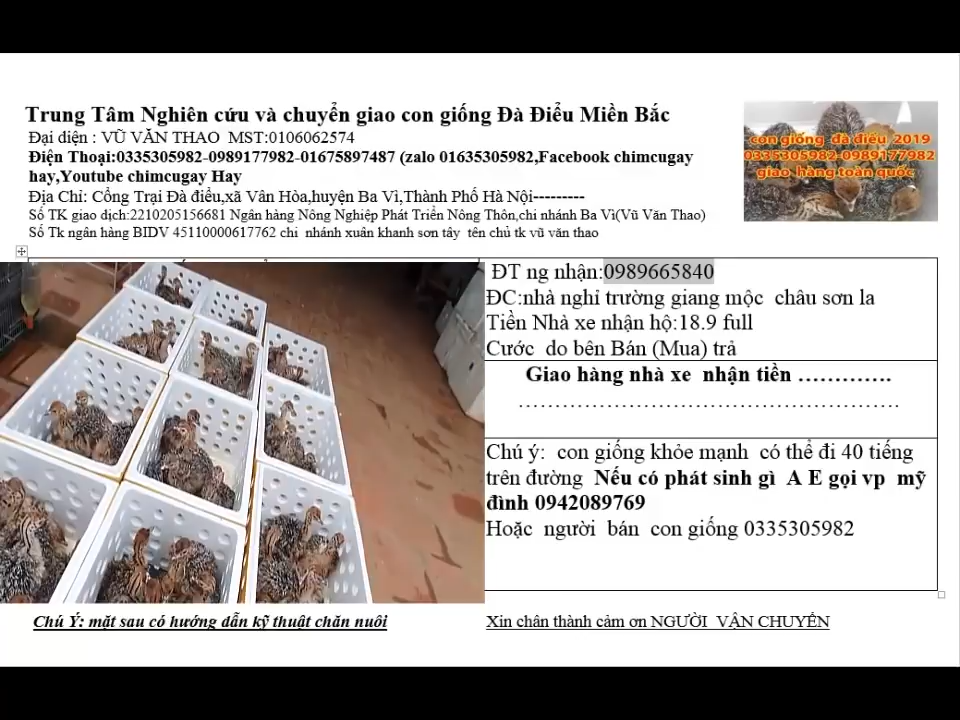 Trung Tâm Nghiên cứu và chuyển giao con giống Đà Điểu Miền Bắc
Đại diện : VŨ VĂN THAO MST:0106062574
Điện Thoại:0335305982-0989177982-01675897487 (zalo 01635305982,Facebook chimcugay
hay,Youtube chimcugay Hay
Địa Chỉ: Cổng Trại Đà điểu,xã Vân Hòa,huyện Ba Vì,Thành Phố Hà Nội---------
Số TK giao dịch:2210205156681 Ngân hàng Nông Nghiệp Phát Triển Nông Thôn,chi nhánh Ba Vì(Vũ Văn Thao)
Số Tk ngân hàng BIDV 45110000617762 chi nhánh xuân khanh sơn tây tên chủ tk vũ văn thao
con giống đà điểu 2019
0335305982-0989177982
giao hàng toàn quốc
ĐT ng nhận:0989665840
ĐC:nhà nghỉ trường giang mộc châu sơn la
Tiền Nhà xe nhận hộ:18.9 full
Cước do bên Bán (Mua) trả
Giao hàng nhà xe nhận tiền ………….
…………………………………………….
Chú ý: con giống khỏe mạnh có thể đi 40 tiếng
trên đường Nếu có phát sinh gì A E gọi vp mỹ
đình 0942089769
Hoặc người bán con giống 0335305982
Chú Ý: mặt sau có hướng dẫn kỹ thuật chăn nuôi
Xin chân thành cảm ơn NGƯỜI VẬN CHUYỂN